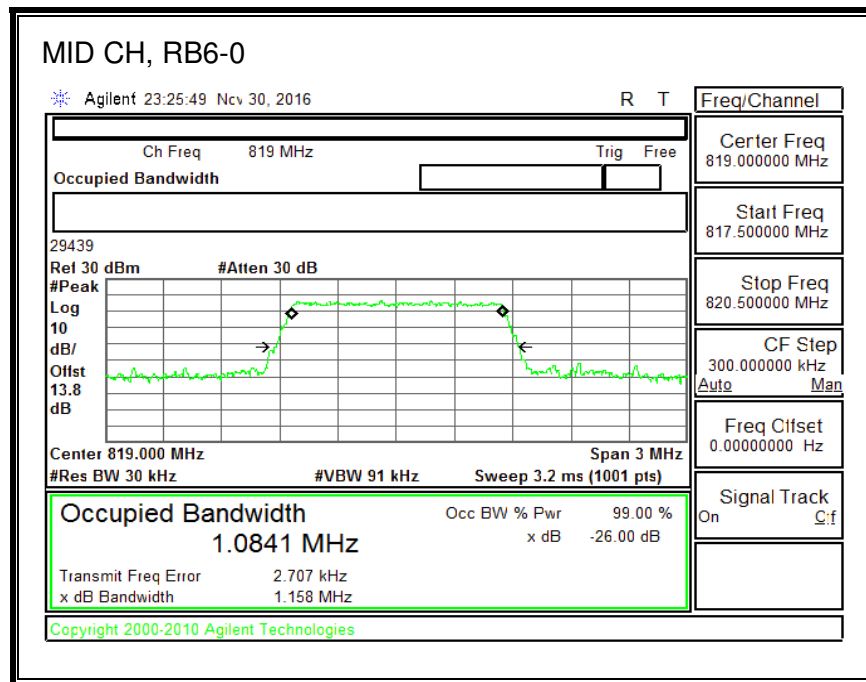 MID CH, RB6-0
Agilent 23:25:49 Nov 30, 2016 R T
Freq/Channel
Ch Freq 819 MHz Trig Free
Occupied Bandwidth
Center Freq
819.000000 MHz
Start Freq
817.500000 MHz
29439
Ref 30 dBm #Atten 30 dB
#Peak
Log
10
dB/
Offst
13.8
dB
Stop Freq
820.500000 MHz
CF Step
300.000000 kHz
Auto Man
Freq Offset
0.00000000 Hz
Center 819.000 MHz Span 3 MHz
#Res BW 30 kHz #VBW 91 kHz Sweep 3.2 ms (1001 pts)
Signal Track
On Off
Occupied Bandwidth Occ BW % Pwr 99.00 %
1.0841 MHz x dB -26.00 dB
Transmit Freq Error 2.707 kHz
x dB Bandwidth 1.158 MHz
Copyright 2000-2010 Agilent Technologies